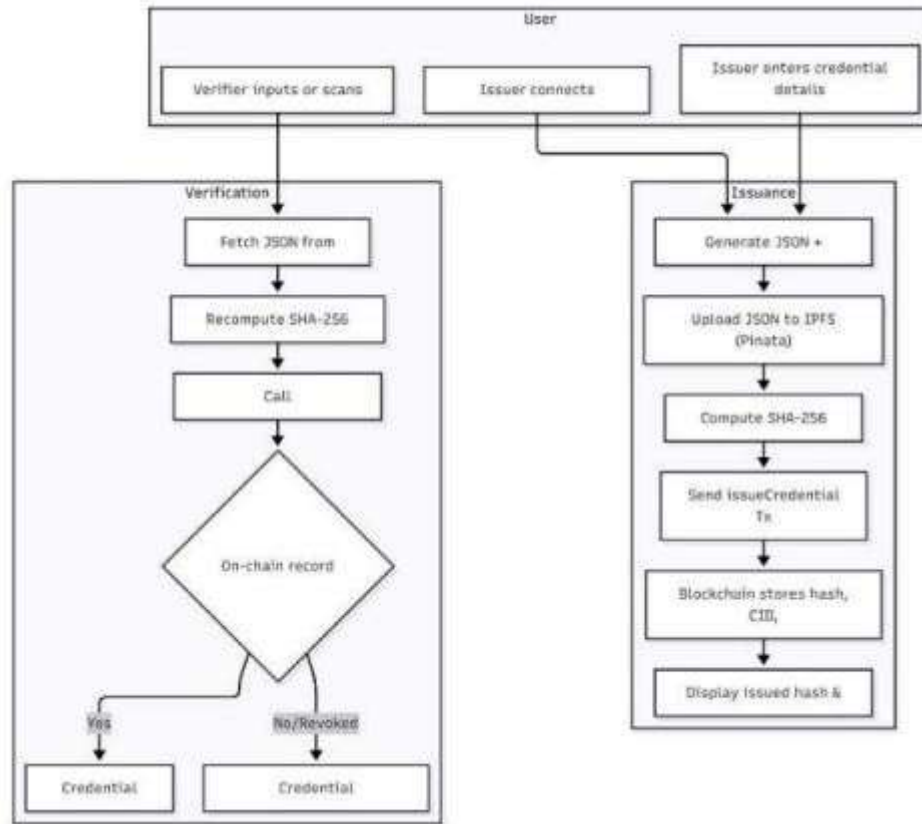 User
Verifier inputs or scans
Issuer connects
Issuer enters credential
details
Verification
Fetch JSON from
Recompute SHA-256
Call
On-chain record
Yes
No/Revoked
Credential
Credential
Issuance
Generate JSON +
Upload JSON to IPFS
(Pinata)
Compute SHA-256
Send issueCredential
Tx
Blockchain stores hash,
CID,
Display issued hash &